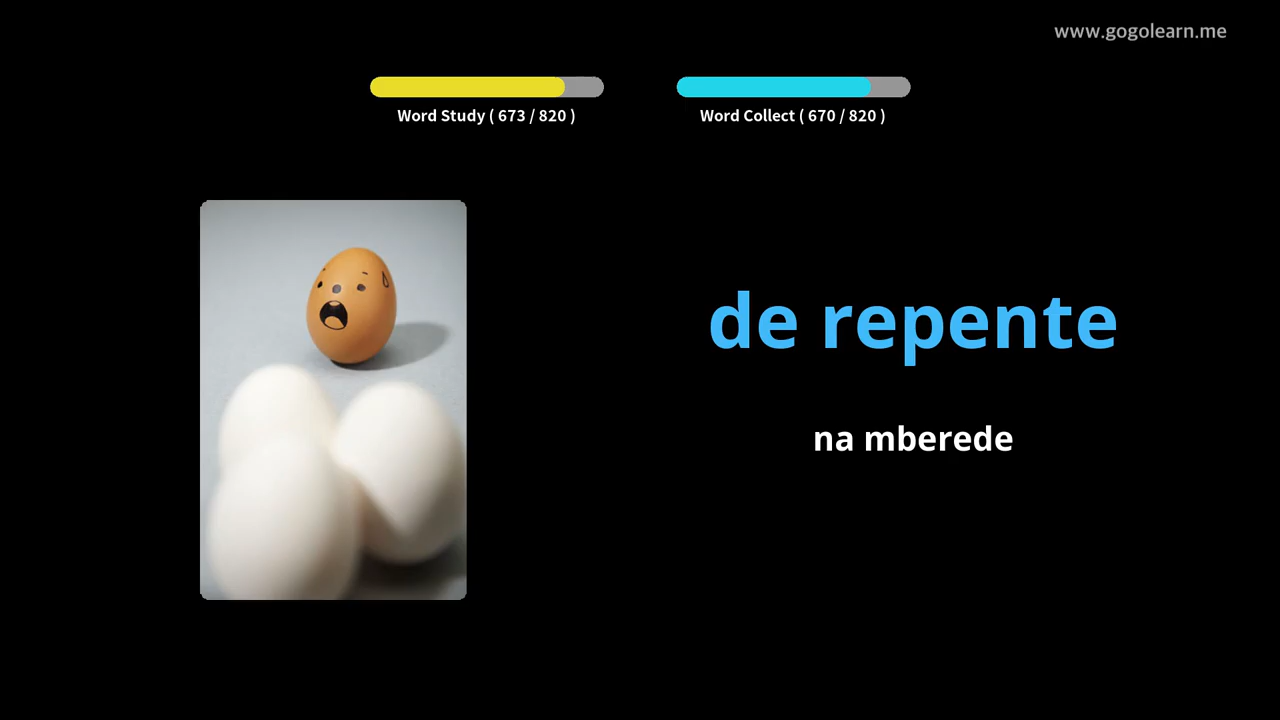 www.gogolearn.me
Word Study ( 673 / 820 )
Word Collect ( 670 / 820 )
de repente
na mberede